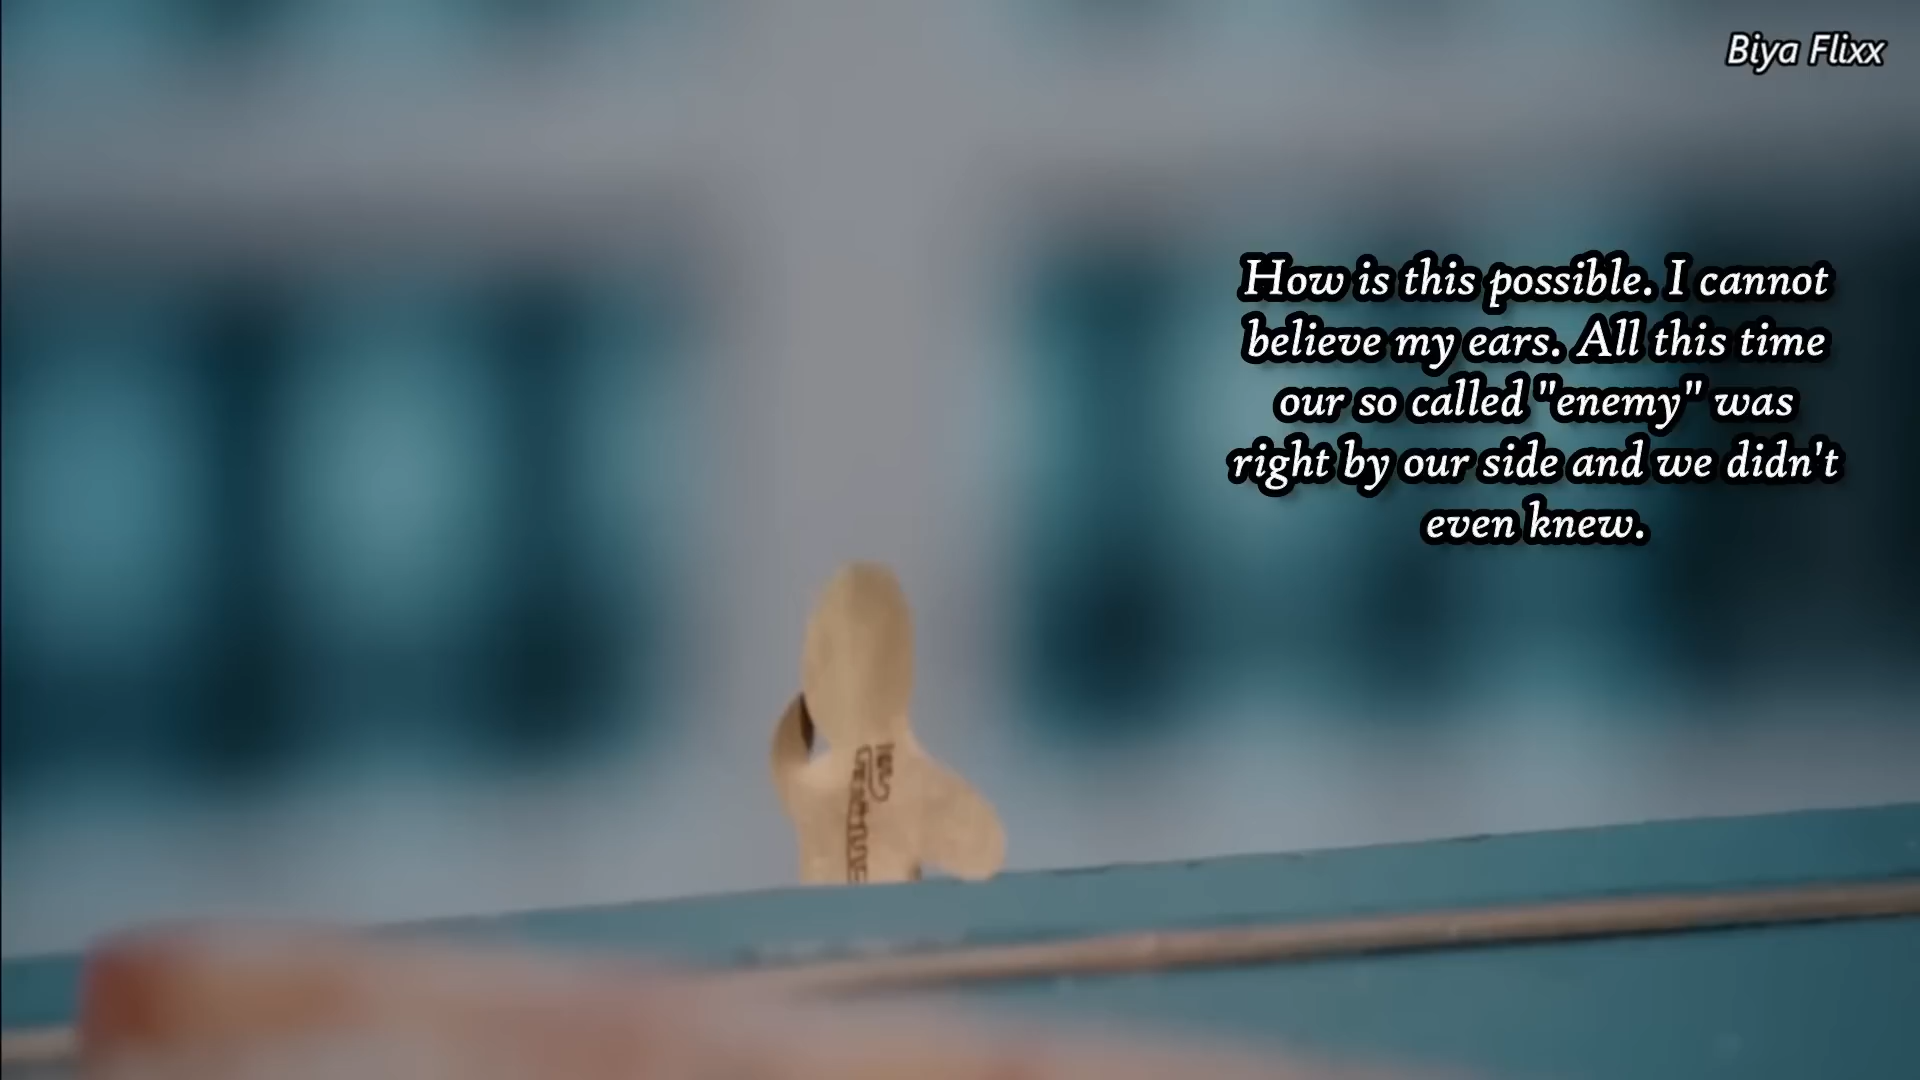 Biya Flixx
How is this possible. I cannot
believe my ears. All this time
our so called "enemy" was
right by our side and we didn't
even knew.